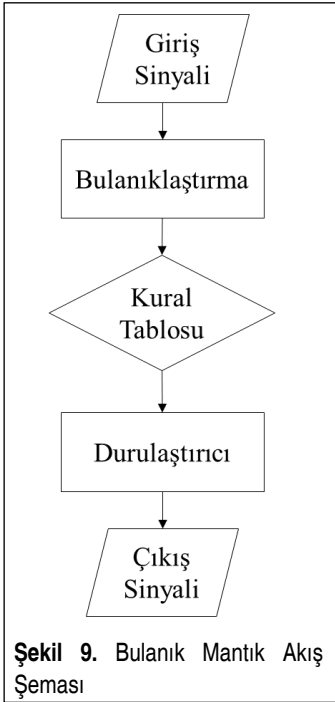 Giriş
Sinyali
Bulanıklaştırma
Kural
Tablosu
Durulaştırıcı
Çıkış
Sinyali
Şekil 9. Bulanık Mantık Akış
Şeması